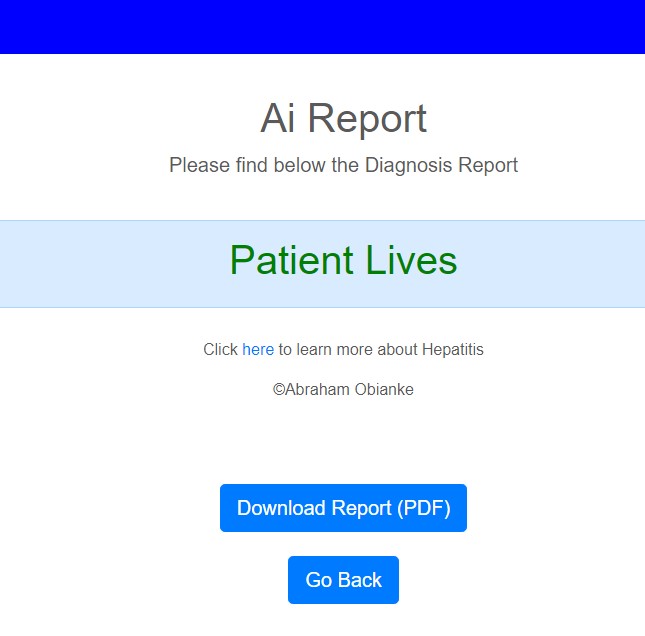 Ai Report
Please find below the Diagnosis Report
Patient Lives
Click here to learn more about Hepatitis
©Abraham Obianke
Download Report (PDF)
Go Back